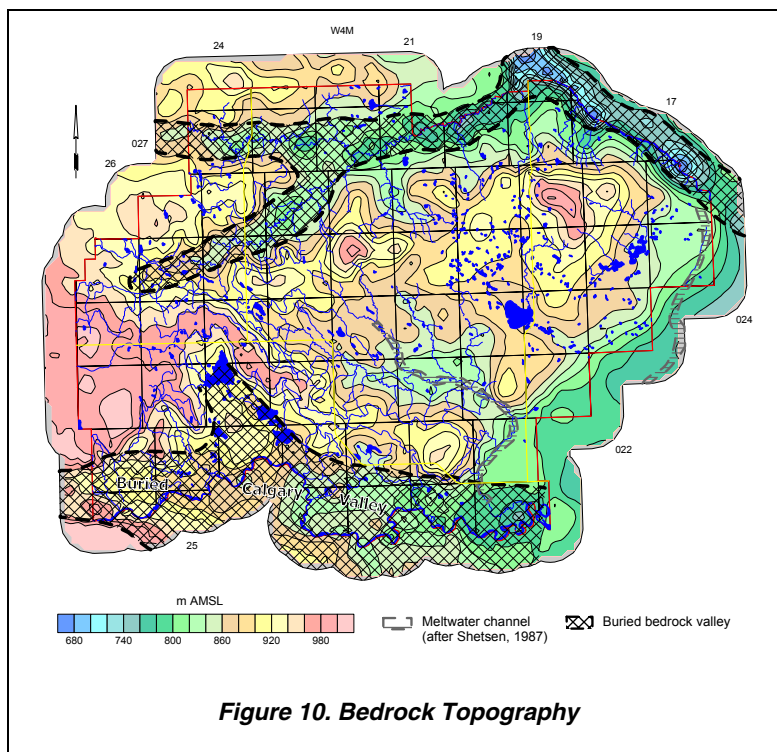 W4M
24
21
19
17
027
26
024
022
Buried Calgary Valley
25
m AMSL
680 740 800 860 920 980
Meltwater channel
(after Shetsen, 1987)
Buried bedrock valley
Figure 10. Bedrock Topography